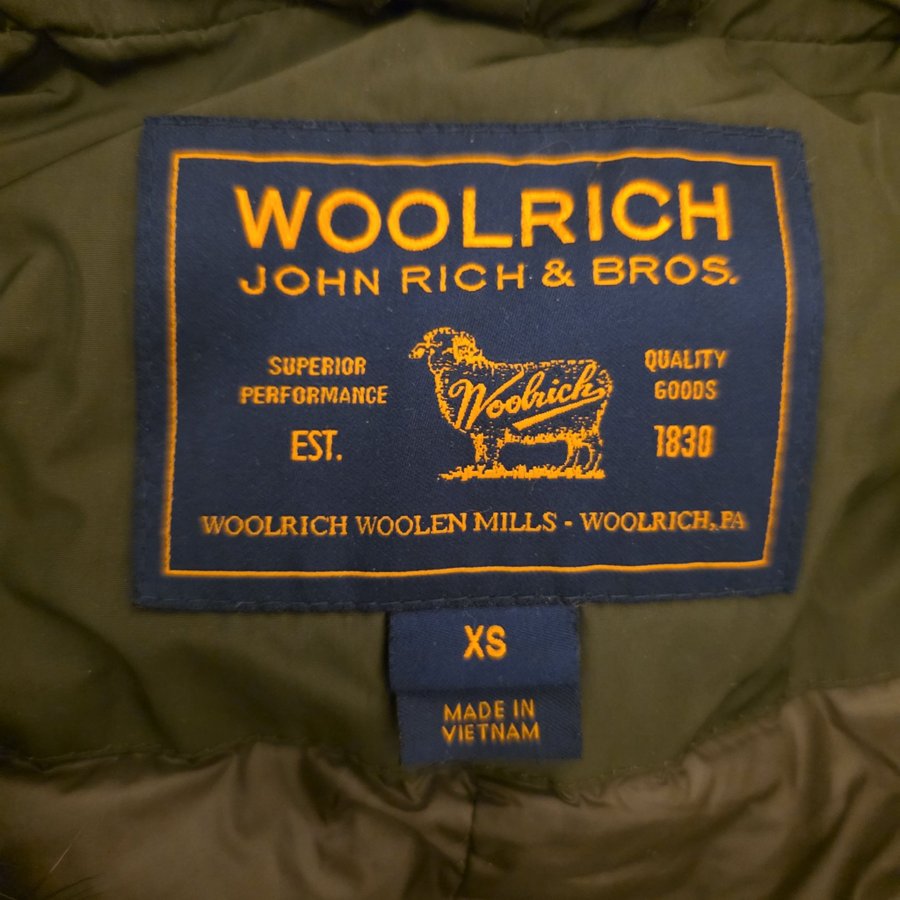 WOOLRICH
JOHN RICH & BROS.
SUPERIOR
PERFORMANCE
EST.
Woolrich
QUALITY
GOODS
1830
WOOLRICH WOOLEN MILLS - WOOLRICH, PA
XS
MADE IN
VIETNAM